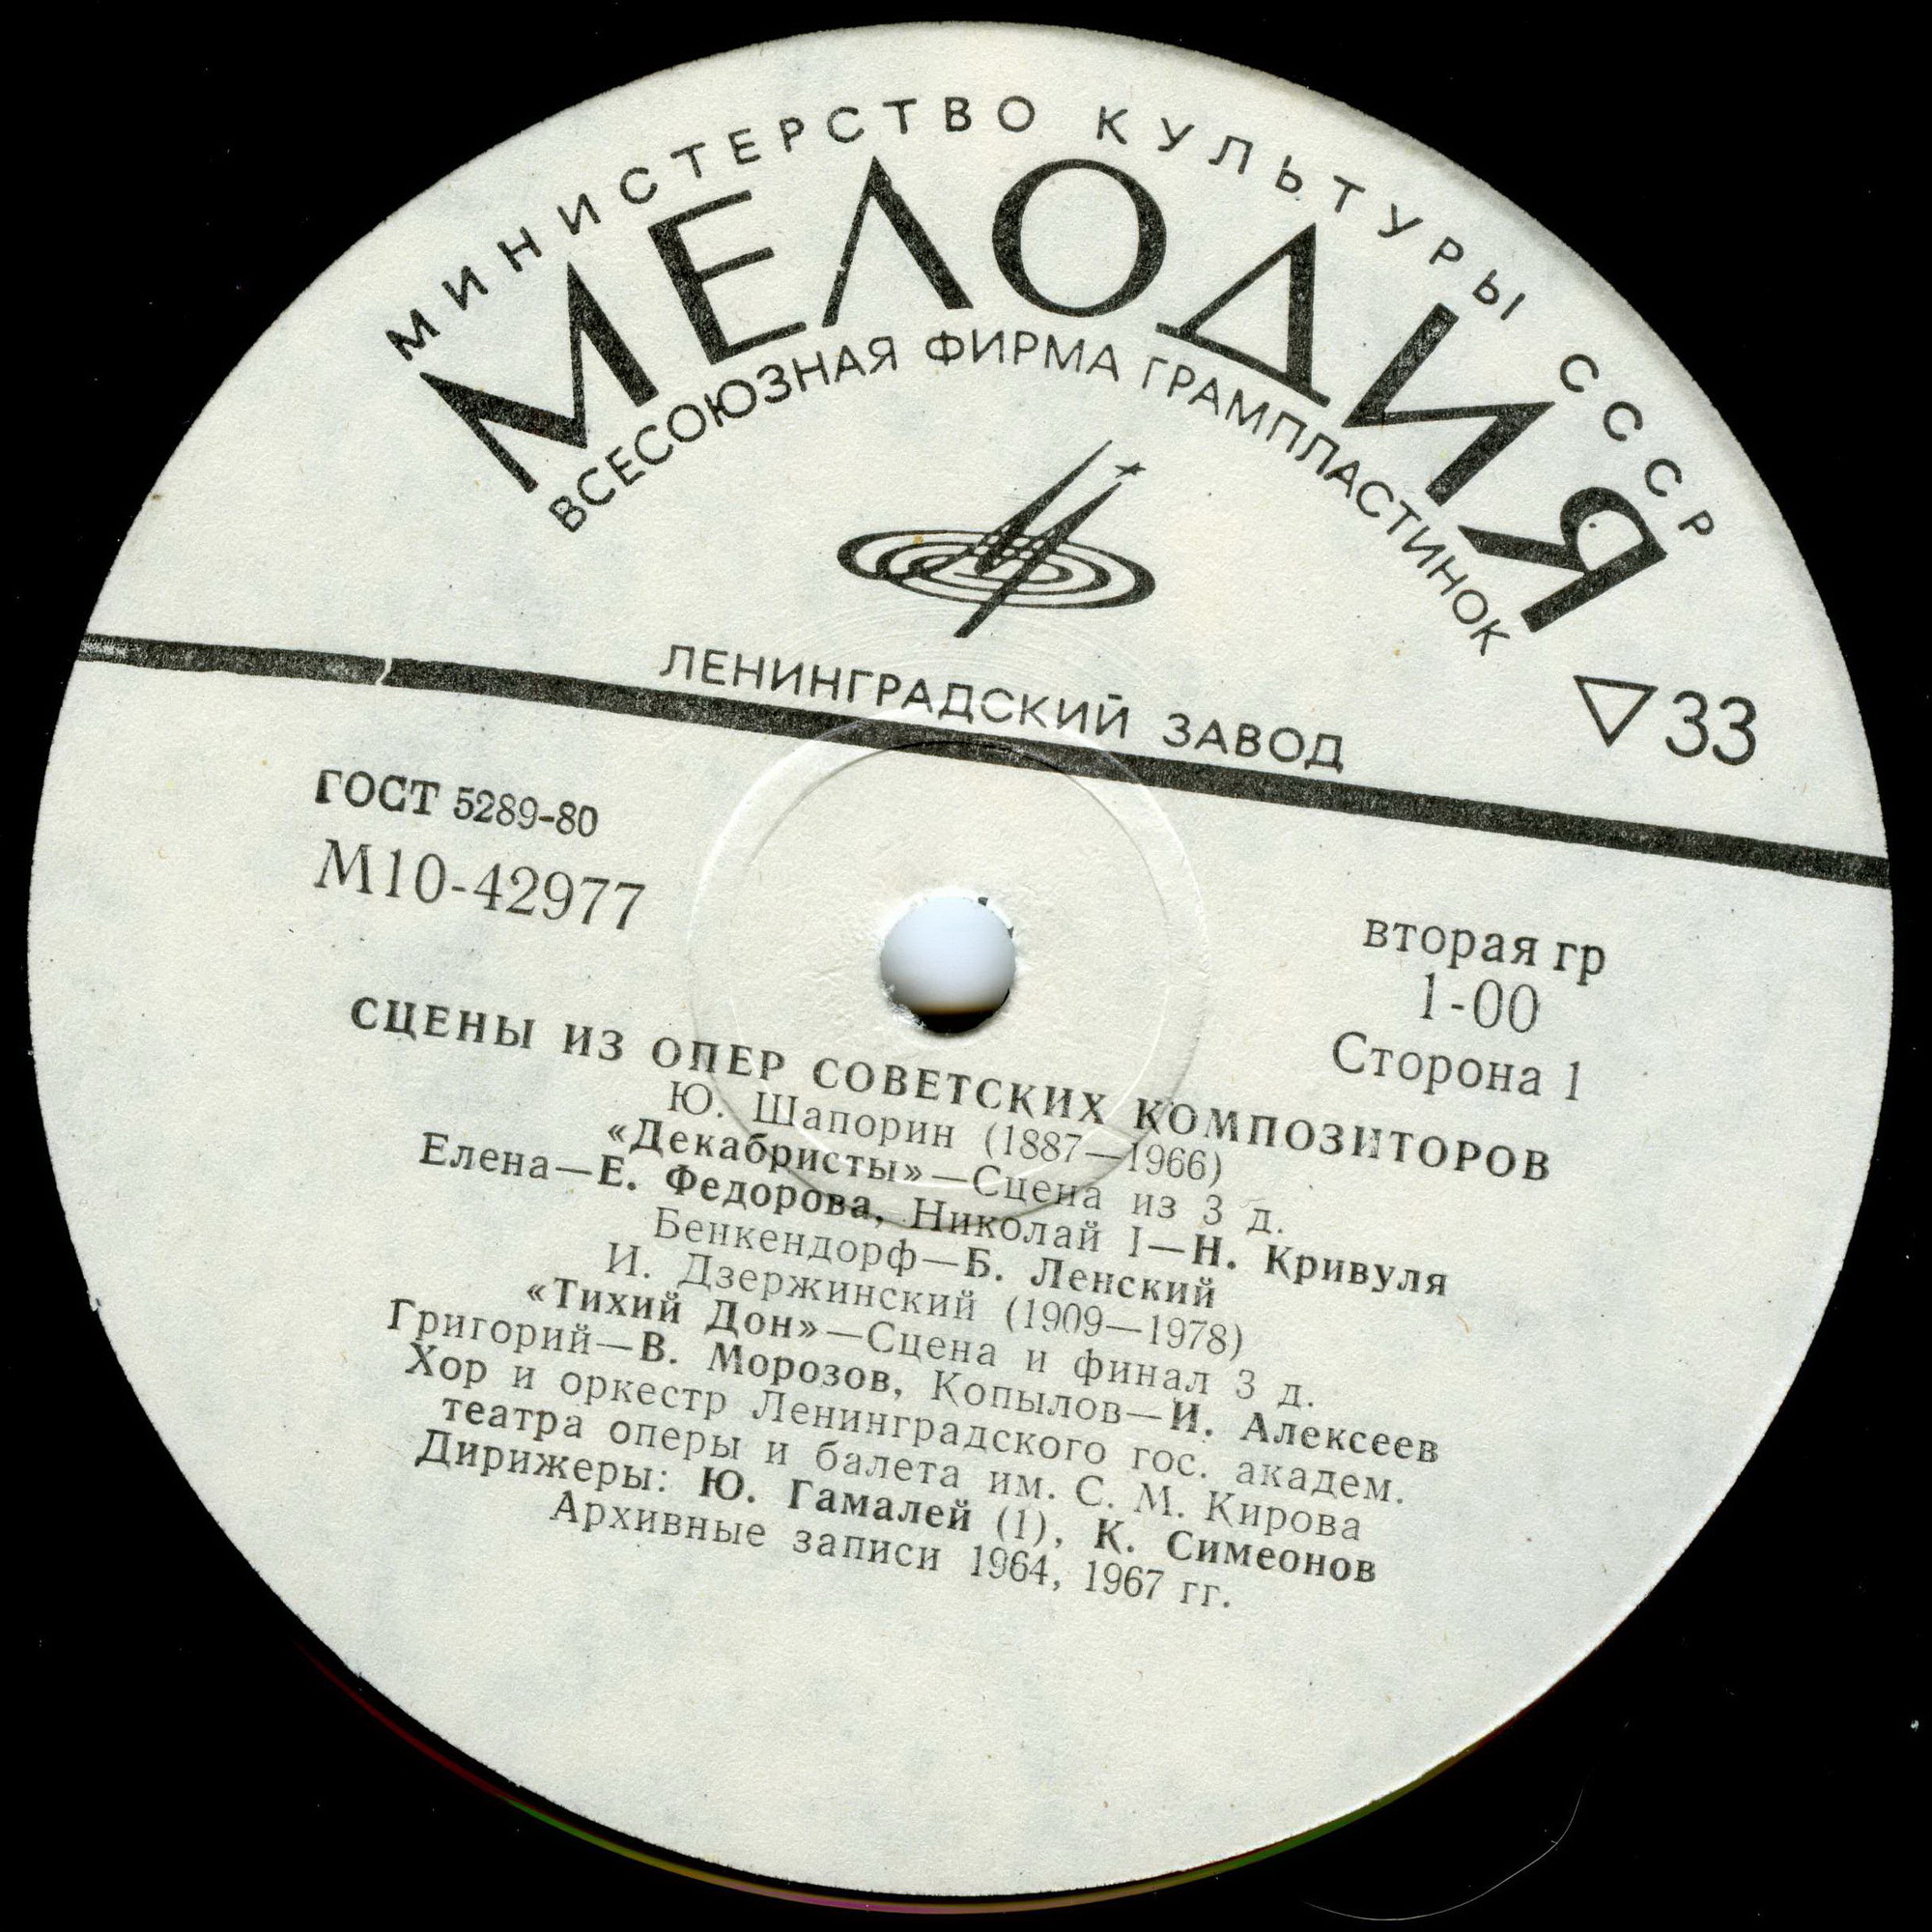 МИНИСТЕРСТВО КУЛЬТУРЫ СССР
МЕЛОДИЯ
ВСЕСОЮЗНАЯ ФИРМА ГРАМПЛАСТИНОК
ЛЕНИНГРАДСКИЙ ЗАВОД
▽33
ГОСТ 5289-80
М10-42977
вторая гр
1-00
Сторона 1
СЦЕНЫ ИЗ ОПЕР СОВЕТСКИХ КОМПОЗИТОРОВ
Ю. Шапорин (1887—1966)
«Декабристы»—Сцена из 3 д.
Елена—Е. Федорова, Николай I—Н. Кривуля
Бенкендорф—Б. Ленский
И. Дзержинский (1909—1978)
«Тихий Дон»—Сцена и финал 3 д.
Григорий—В. Морозов, Копылов—И. Алексеев
Хор и оркестр Ленинградского гос. академ.
театра оперы и балета им. С. М. Кирова
Дирижеры: Ю. Гамалей (1), К. Симеонов
Архивные записи 1964, 1967 гг.